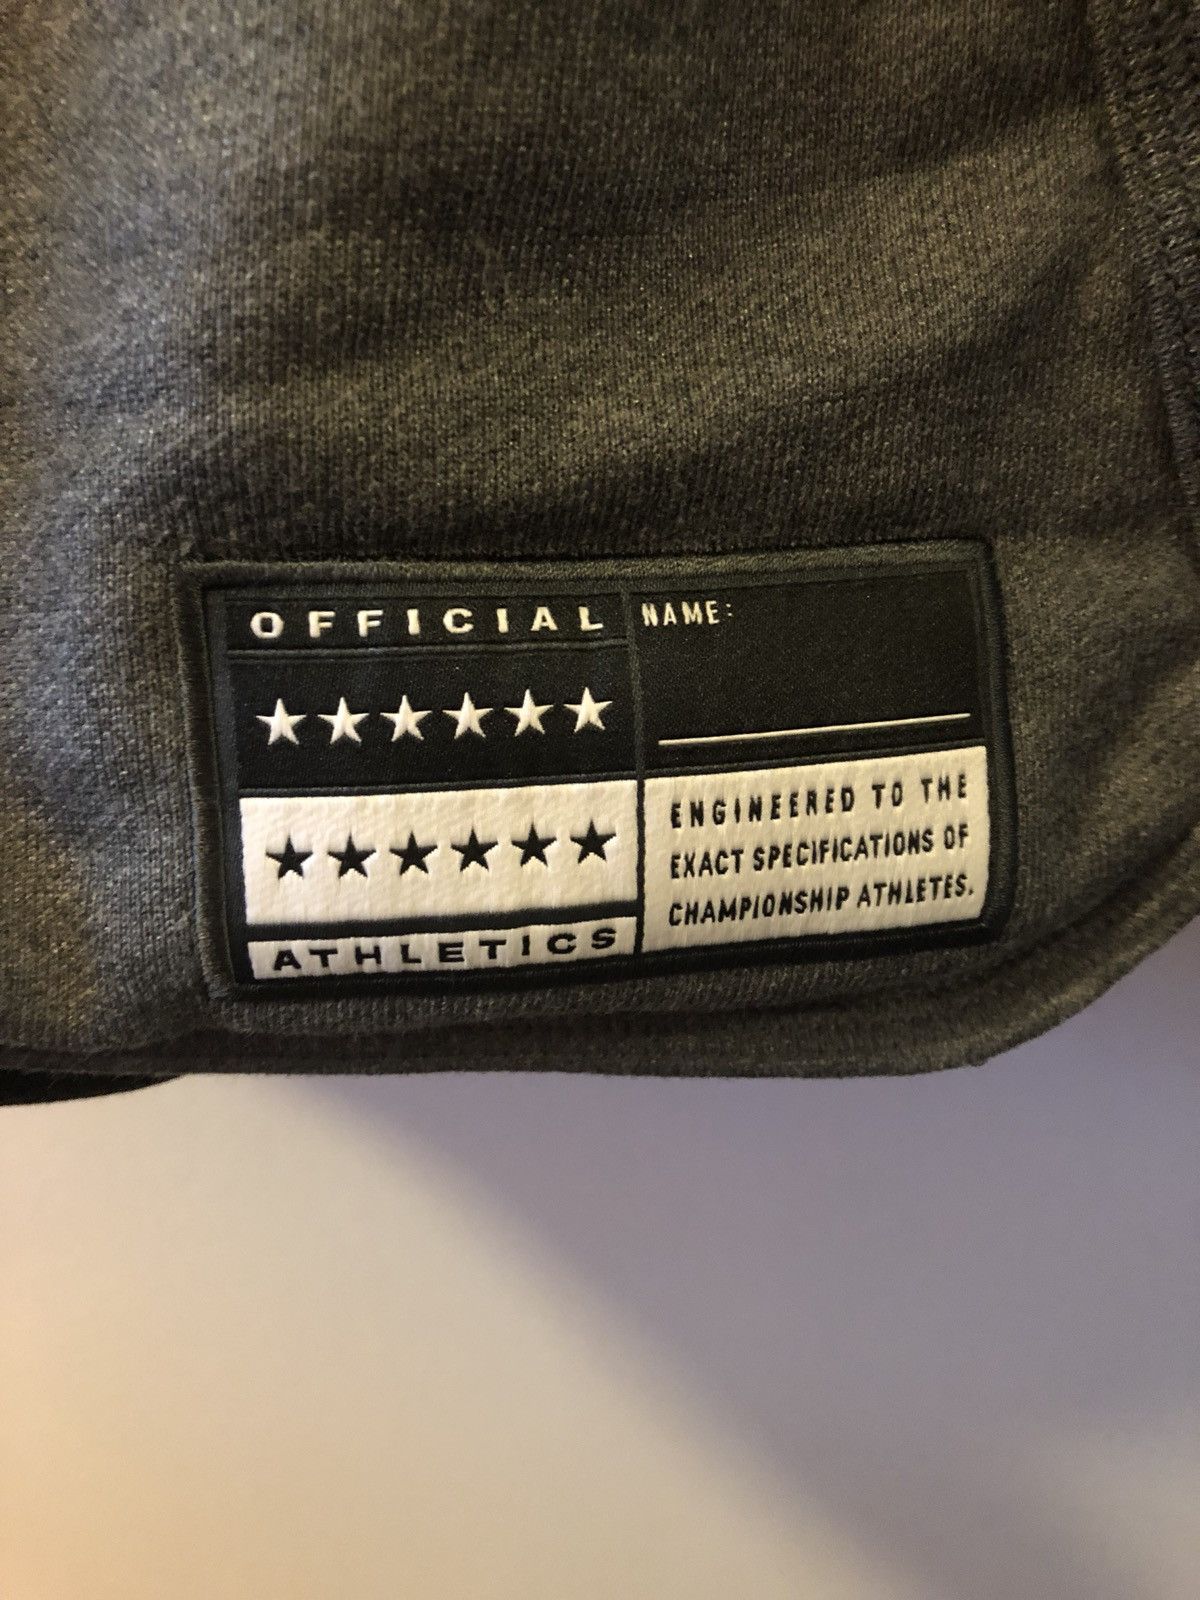 OFFICIAL
ATHLETICS
NAME:
ENGINEERED TO THE
EXACT SPECIFICATIONS OF
CHAMPIONSHIP ATHLETES.